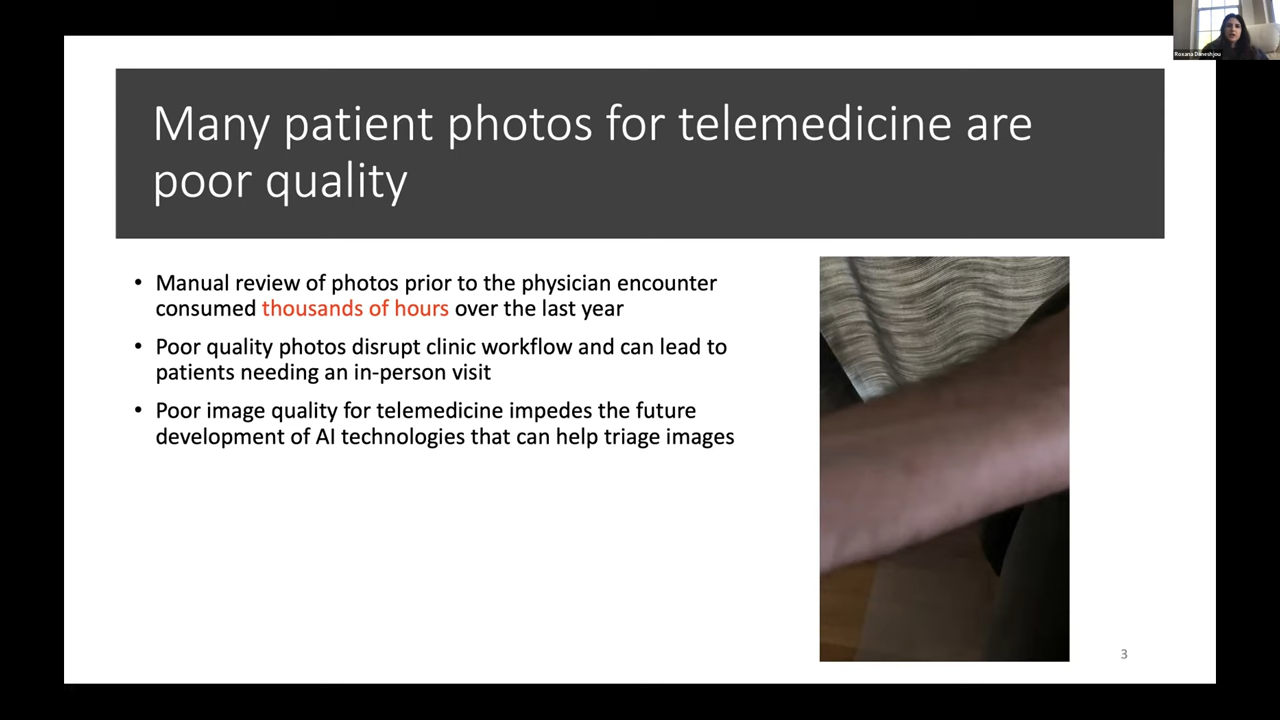 Many patient photos for telemedicine are
poor quality
• Manual review of photos prior to the physician encounter
consumed thousands of hours over the last year
• Poor quality photos disrupt clinic workflow and can lead to
patients needing an in-person visit
• Poor image quality for telemedicine impedes the future
development of AI technologies that can help triage images
3
Roxana Daneshjou